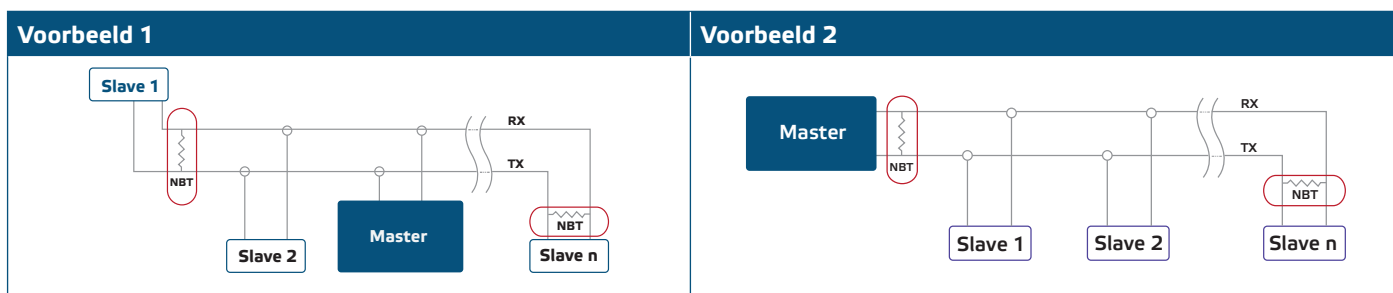 Voorbeeld 1
Slave 1
RX
TX
NBT
Master
NBT
Slave 2
Slave n
Voorbeeld 2
Master
RX
TX
NBT
NBT
Slave 1
Slave 2
Slave n